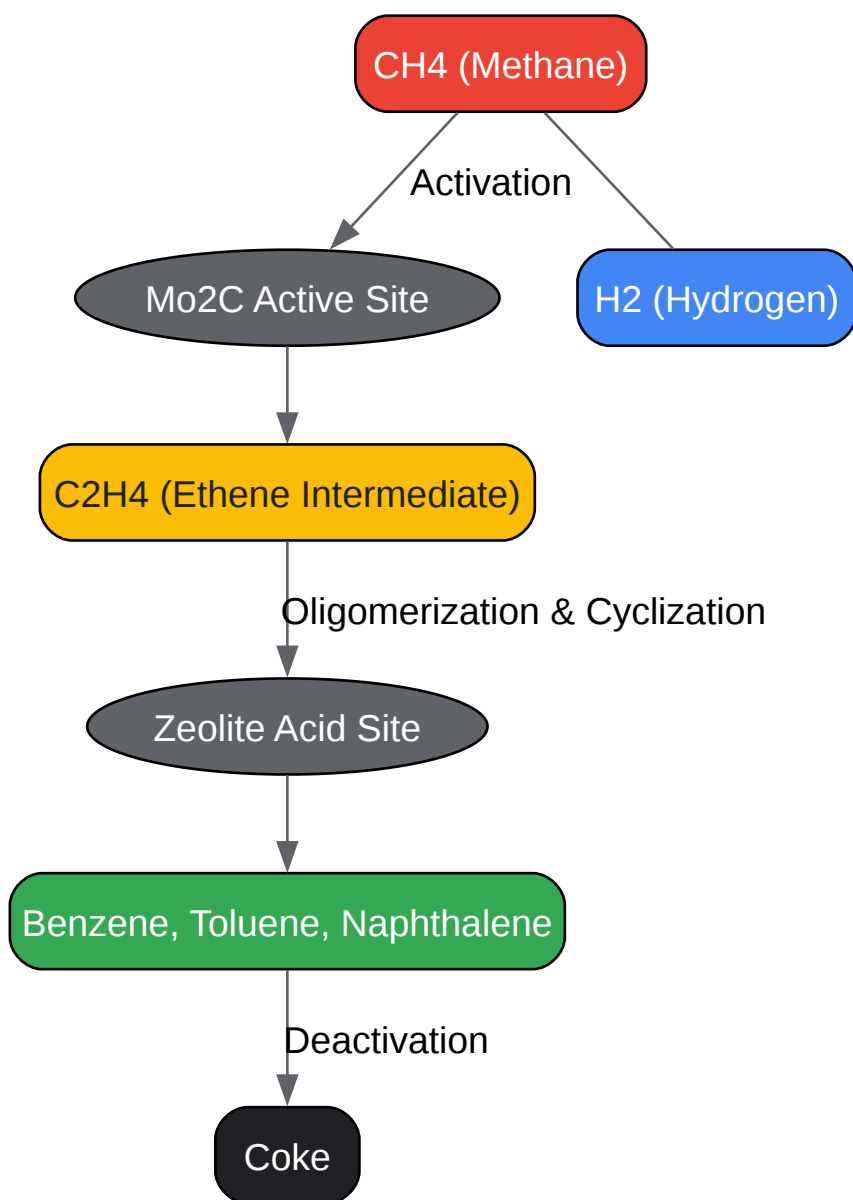 CH4 (Methane)
Activation
Mo2C Active Site
H2 (Hydrogen)
C2H4 (Ethene Intermediate)
Oligomerization & Cyclization
Zeolite Acid Site
Benzene, Toluene, Naphthalene
Deactivation
Coke